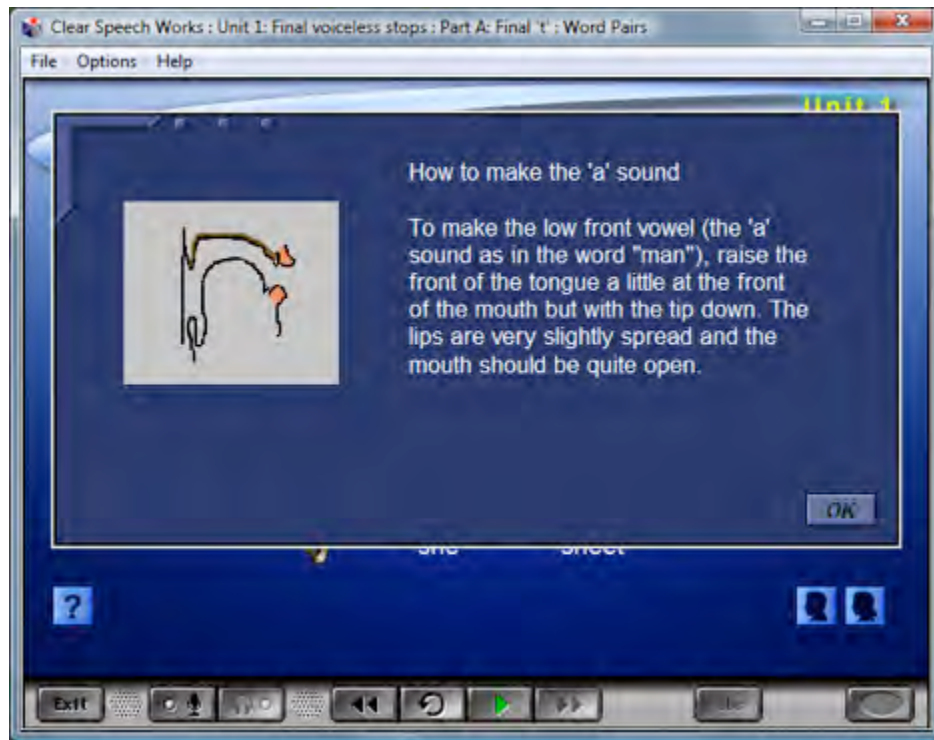 Clear Speech Works : Unit 1: Final voiceless stops : Part A: Final 't' : Word Pairs
File Options Help
Unit 1
How to make the 'a' sound
To make the low front vowel (the 'a'
sound as in the word "man"), raise the
front of the tongue a little at the front
of the mouth but with the tip down. The
lips are very slightly spread and the
mouth should be quite open.
OK
she sheet
?
Exit